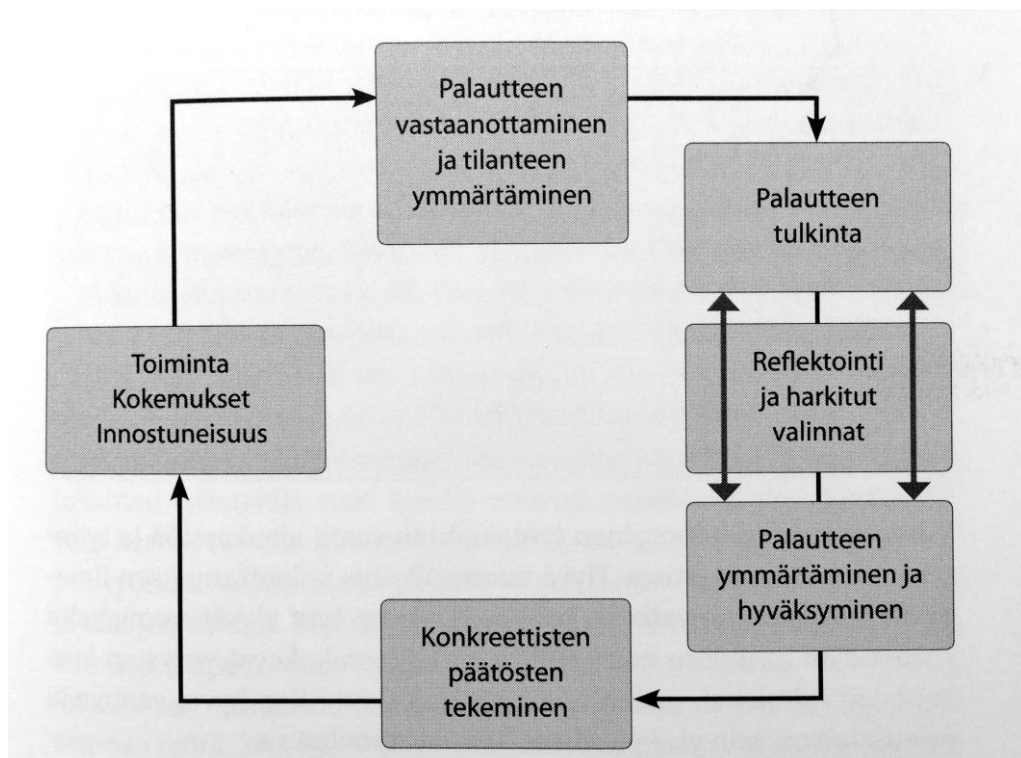 Palautteen
vastaanottaminen
ja tilanteen
ymmärtäminen
Palautteen
tulkinta
Reflektointi
ja harkitut
valinnat
Palautteen
ymmärtäminen ja
hyväksyminen
Konkreettisten
päätösten
tekeminen
Toiminta
Kokemukset
Innostuneisuus